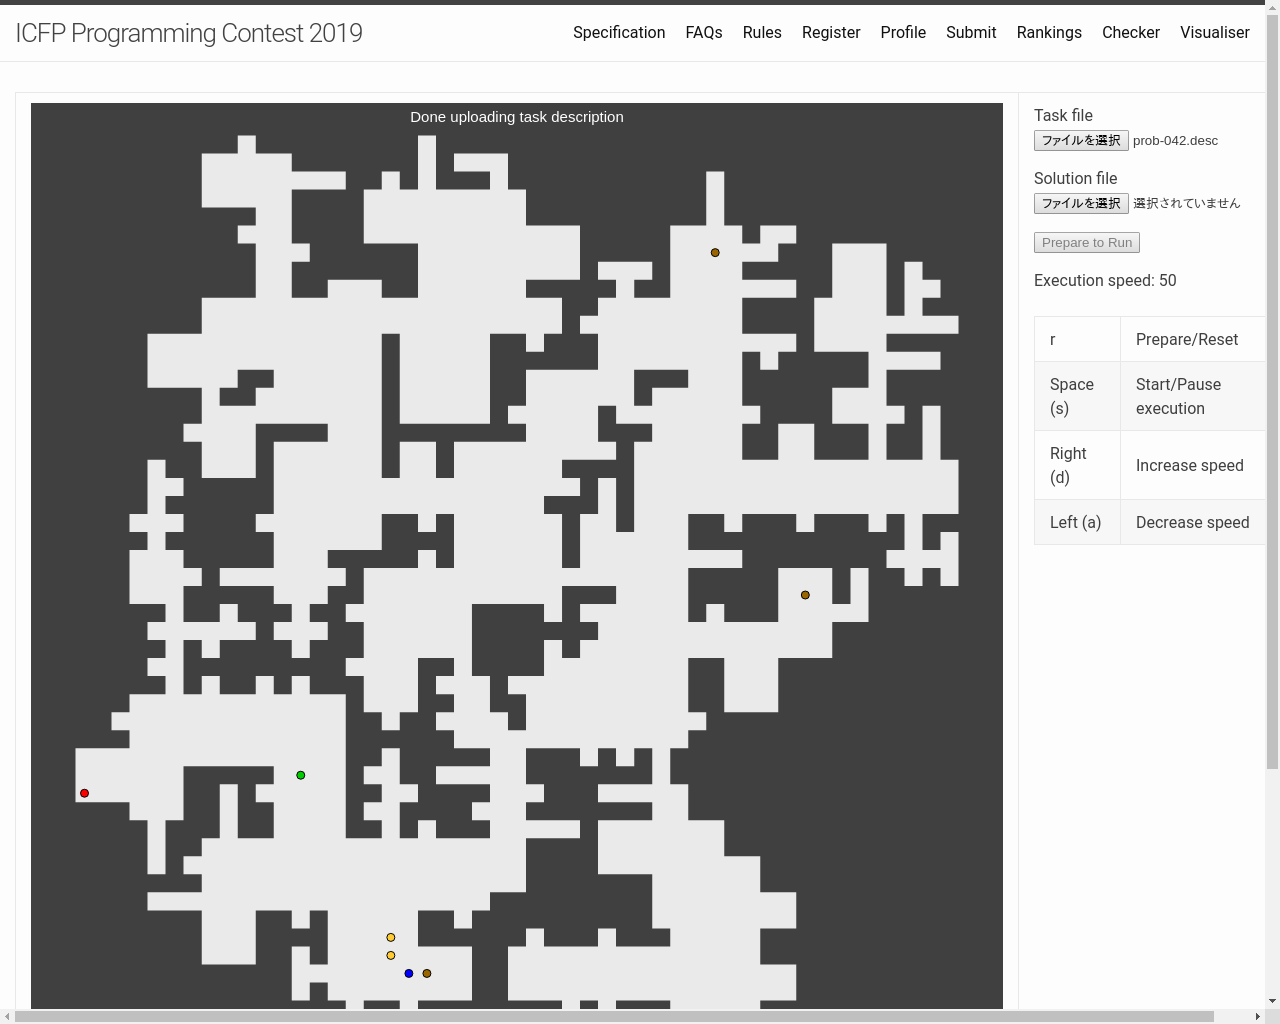 ICFP Programming Contest 2019
Specification FAQs Rules Register Profile Submit Rankings Checker Visualiser
Done uploading task description
Task file
ファイルを選択 prob-042.desc
Solution file
ファイルを選択 選択されていません
Prepare to Run
Execution speed: 50
r Prepare/Reset
Space (s) Start/Pause execution
Right (d) Increase speed
Left (a) Decrease speed